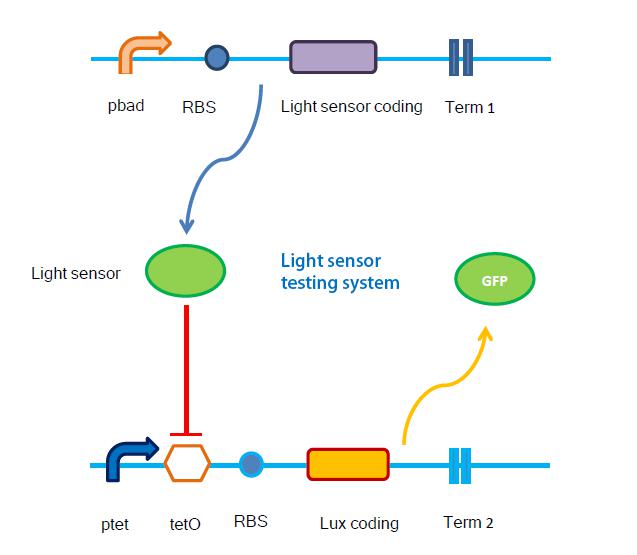 pbad
RBS
Light sensor coding
Term 1
Light sensor
Light sensor
testing system
GFP
ptet
tetO
RBS
Lux coding
Term 2